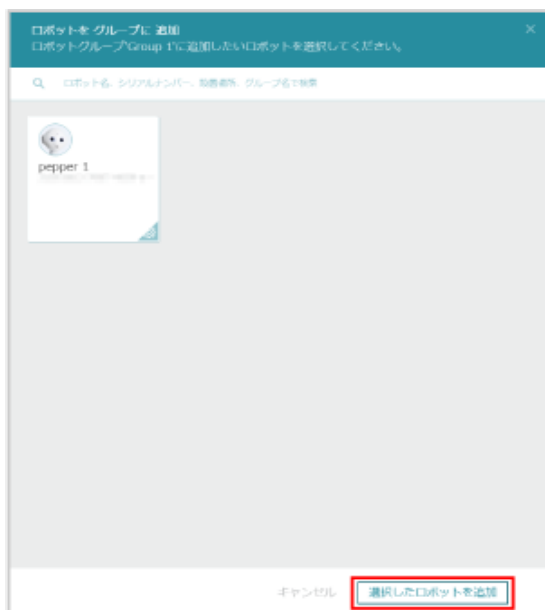 ロボットを グループに 追加
ロボットグループ"Group 1"に追加したいロボットを選択してください。
ロボット名、シリアルナンバー、設置場所、グループ名で検索
pepper 1
キャンセル
選択したロボットを追加